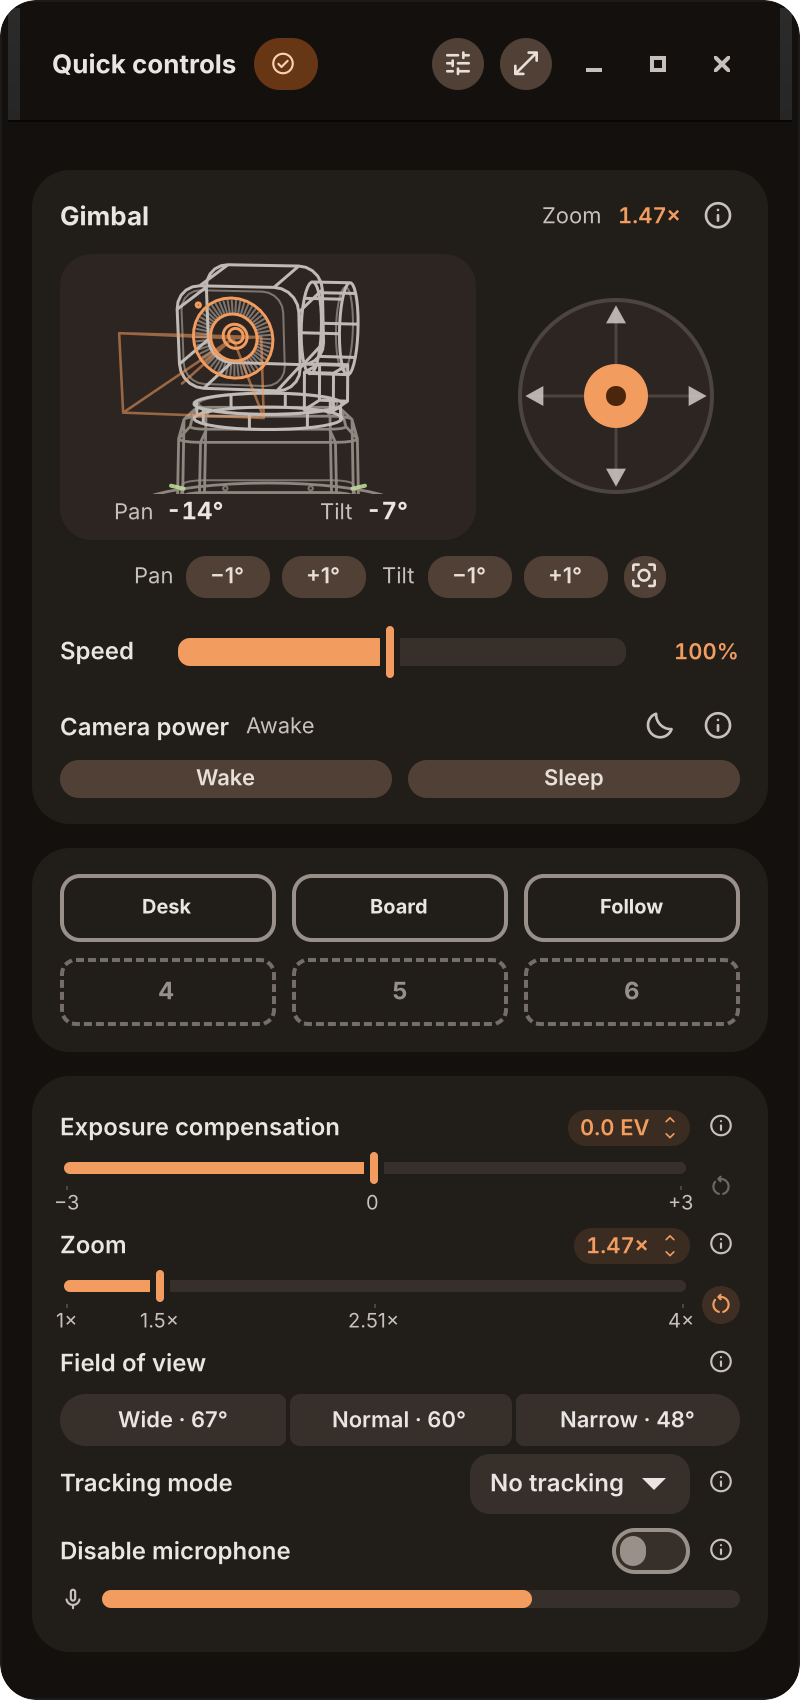 Quick controls
Gimbal
Zoom 1.47×
Pan -14° Tilt -7°
Pan −1° +1° Tilt −1° +1°
Speed 100%
Camera power Awake
Wake Sleep
Desk Board Follow
4 5 6
Exposure compensation 0.0 EV
−3 0 +3
Zoom 1.47×
1× 1.5× 2.51× 4×
Field of view
Wide · 67° Normal · 60° Narrow · 48°
Tracking mode No tracking
Disable microphone